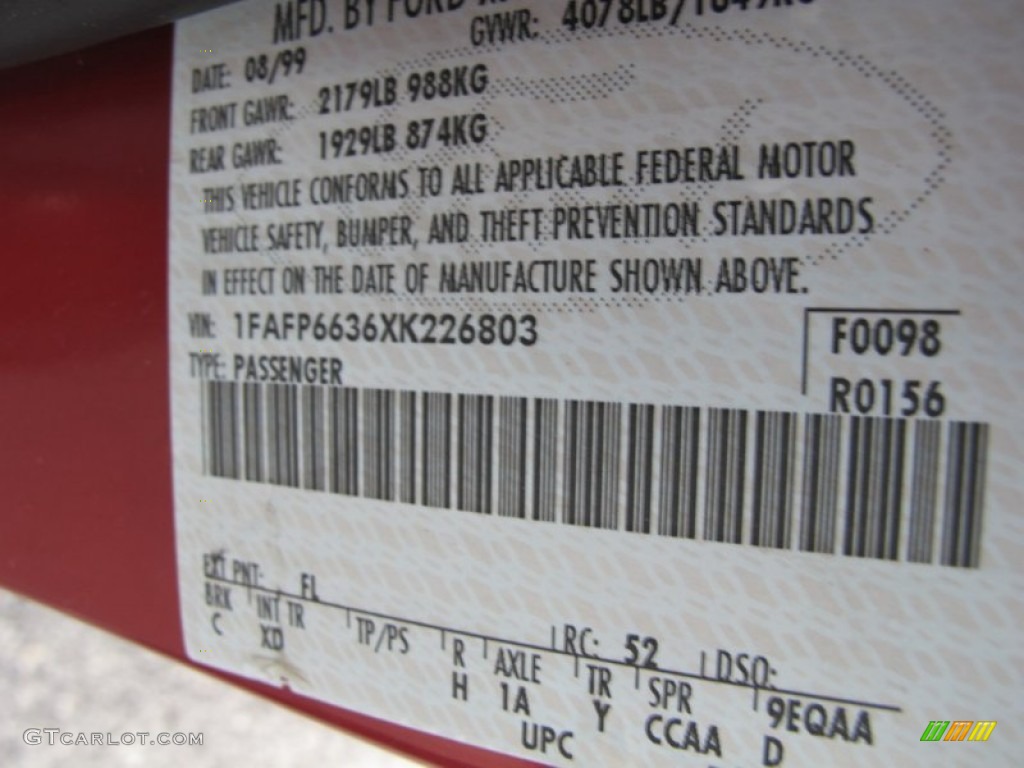 MFD. BY FORD
GVWR: 4078LB/1849KG
DATE: 08/99
FRONT GAWR: 2179LB 988KG
REAR GAWR: 1929LB 874KG
THIS VEHICLE CONFORMS TO ALL APPLICABLE FEDERAL MOTOR
VEHICLE SAFETY, BUMPER, AND THEFT PREVENTION STANDARDS
IN EFFECT ON THE DATE OF MANUFACTURE SHOWN ABOVE.
VIN: 1FAFP6636XK226803
TYPE: PASSENGER
F0098
R0156
EXT PNT: FL RC: 52 DSO:
BRK INT TR TP/PS R AXLE TR SPR 9EQAA
C XD H 1A Y CCAA D
UPC
GTCarlot.com